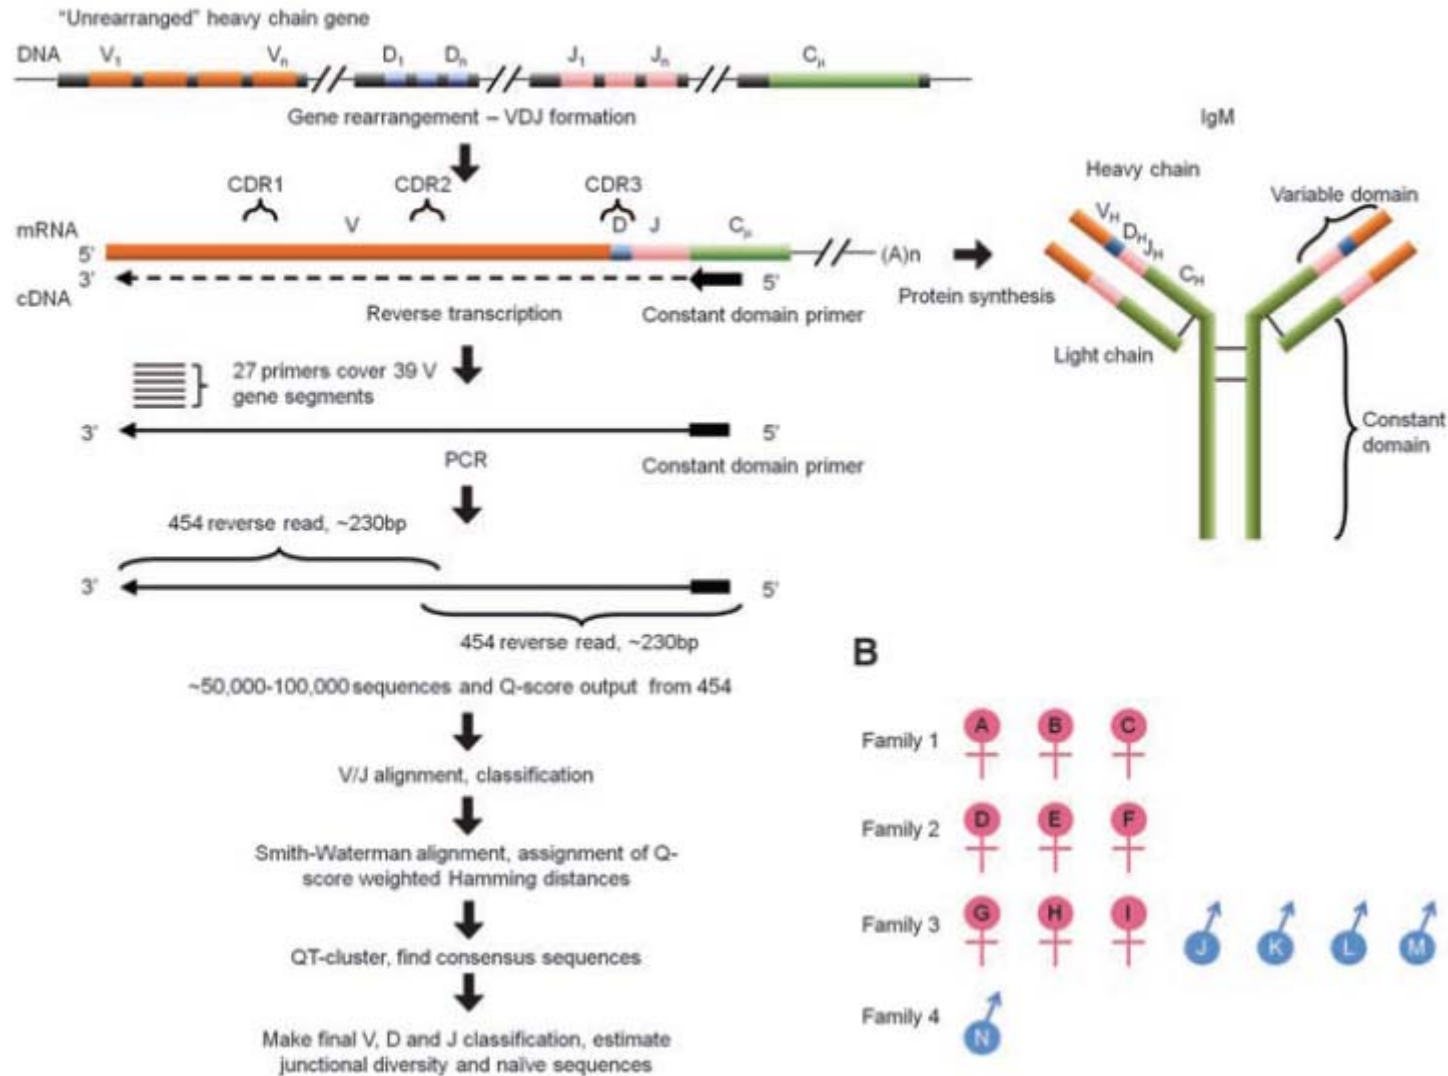 “Unrearranged” heavy chain gene
DNA V₁ Vₙ D₁ Dₙ J₁ Jₙ Cμ
Gene rearrangement – VDJ formation
CDR1 CDR2 CDR3
mRNA V D J Cμ
5' (A)n
3' 5'
cDNA
Reverse transcription Constant domain primer
Protein synthesis
IgM
Heavy chain
Variable domain
V_H
D_H
J_H
C_H
Light chain
Constant
domain
27 primers cover 39 V
gene segments
3' 5'
PCR Constant domain primer
454 reverse read, ~230bp
3' 5'
454 reverse read, ~230bp
~50,000-100,000 sequences and Q-score output from 454
V/J alignment, classification
Smith-Waterman alignment, assignment of Q-
score weighted Hamming distances
QT-cluster, find consensus sequences
Make final V, D and J classification, estimate
junctional diversity and naïve sequences
B
Family 1 A B C
Family 2 D E F
Family 3 G H I J K L M
Family 4 N